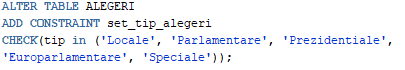 ALTER TABLE ALEGERI
ADD CONSTRAINT set_tip_alegeri
CHECK(tip in ('Locale', 'Parlamentare', 'Prezidentiale',
'Europarlamentare', 'Speciale'));